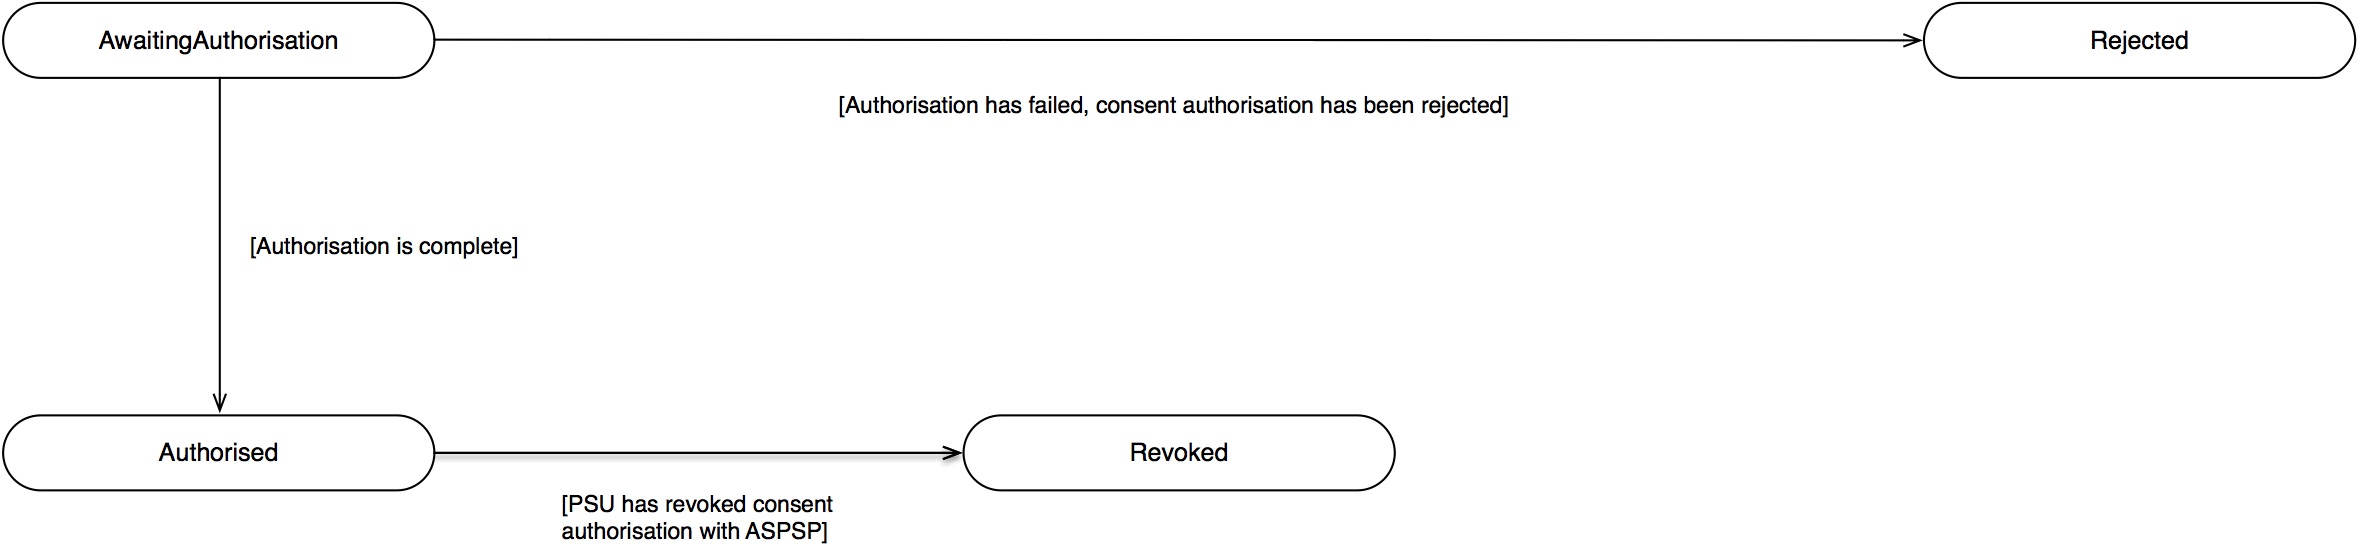 AwaitingAuthorisation
Rejected
[Authorisation has failed, consent authorisation has been rejected]
[Authorisation is complete]
Authorised
Revoked
[PSU has revoked consent
authorisation with ASPSP]